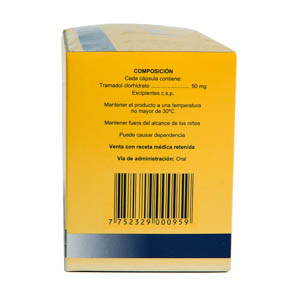 COMPOSICIÓN
Cada cápsula contiene:
Tramadol clorhidrato .......................... 50 mg
Excipientes c.s.p.
Mantener el producto a una temperatura
no mayor de 30ºC
Mantener fuera del alcance de los niños
Puede causar dependencia
Venta con receta médica retenida
Vía de administración: Oral
7 752329 000959